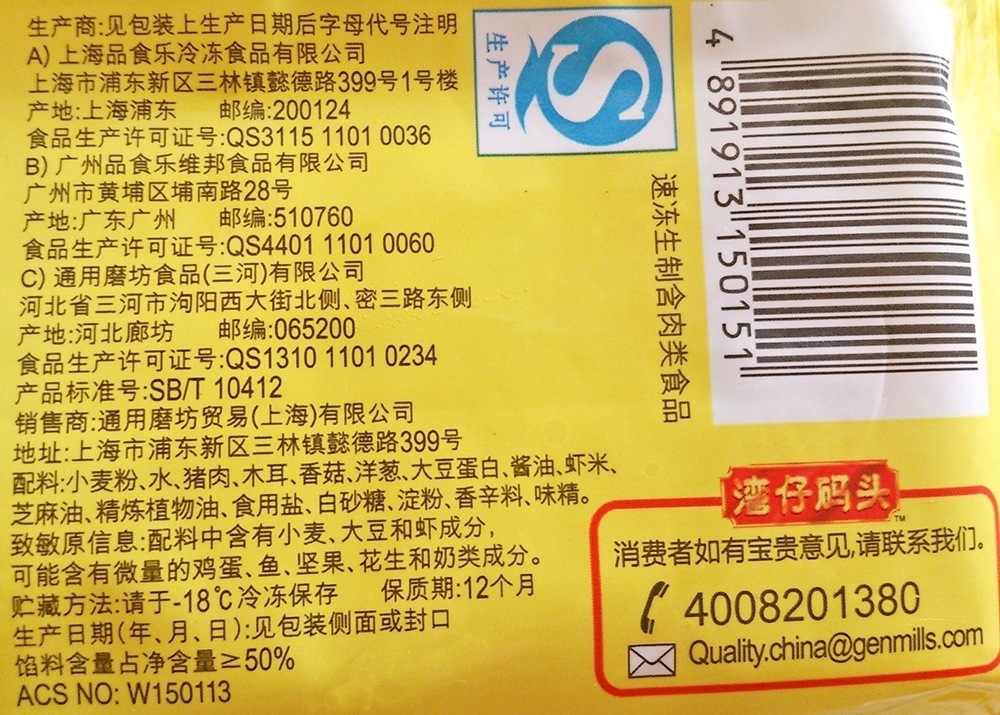 生产商:见包装上生产日期后字母代号注明
A) 上海品食乐冷冻食品有限公司
上海市浦东新区三林镇懿德路399号1号楼
产地:上海浦东 邮编:200124
食品生产许可证号:QS3115 1101 0036
B) 广州品食乐维邦食品有限公司
广州市黄埔区埔南路28号
产地:广东广州 邮编:510760
食品生产许可证号:QS4401 1101 0060
C) 通用磨坊食品(三河)有限公司
河北省三河市泃阳西大街北侧、密三路东侧
产地:河北廊坊 邮编:065200
食品生产许可证号:QS1310 1101 0234
产品标准号:SB/T 10412
销售商:通用磨坊贸易(上海)有限公司
地址:上海市浦东新区三林镇懿德路399号
配料:小麦粉、水、猪肉、木耳、香菇、洋葱、大豆蛋白、酱油、虾米、
芝麻油、精炼植物油、食用盐、白砂糖、淀粉、香辛料、味精。
致敏原信息:配料中含有小麦、大豆和虾成分,
可能含有微量的鸡蛋、鱼、坚果、花生和奶类成分。
贮藏方法:请于-18℃冷冻保存 保质期:12个月
生产日期(年、月、日):见包装侧面或封口
馅料含量占净含量≥50%
ACS NO: W150113
生产许可
S
速冻生制含肉类食品
4 891913 150151
湾仔码头™
消费者如有宝贵意见,请联系我们。
4008201380
Quality.china@genmills.com